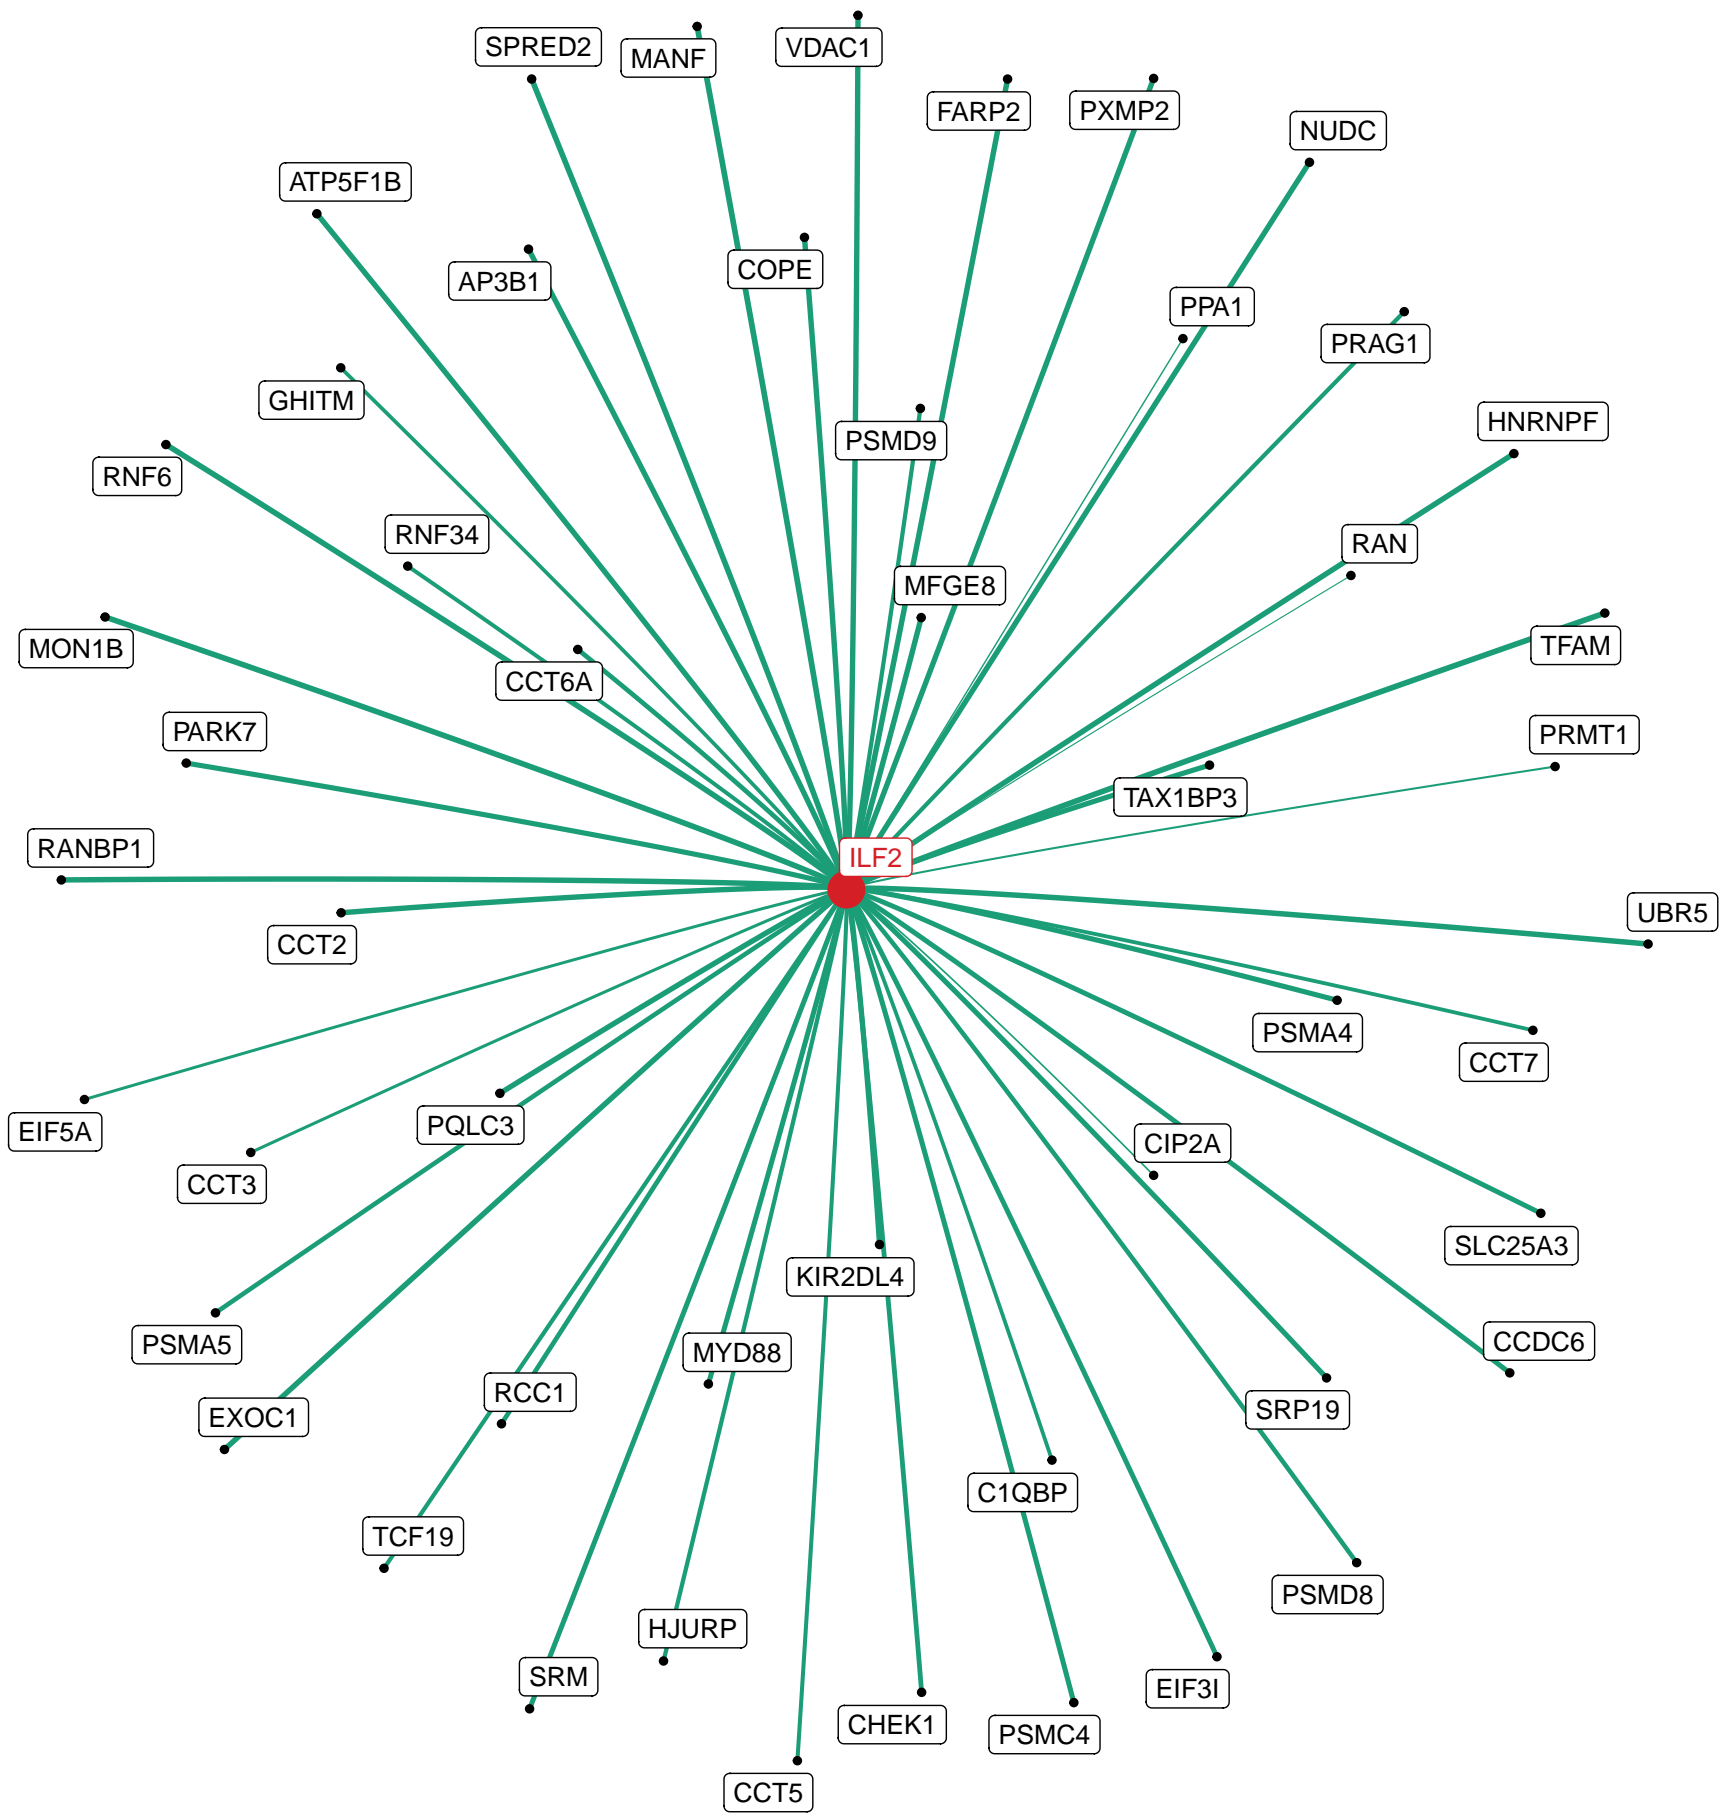 VDAC1
SPRED2
MANF
FARP2
PXMP2
NUDC
ATP5F1B
COPE
AP3B1
PPA1
PRAG1
GHITM
HNRNPF
PSMD9
RNF6
RNF34
RAN
MFGE8
TFAM
MON1B
CCT6A
PARK7
PRMT1
TAX1BP3
RANBP1
ILF2
UBR5
CCT2
PSMA4
CCT7
PQLC3
EIF5A
CIP2A
CCT3
SLC25A3
KIR2DL4
CCDC6
PSMA5
MYD88
RCC1
SRP19
EXOC1
C1QBP
TCF19
PSMD8
HJURP
SRM
EIF3I
CHEK1
PSMC4
CCT5